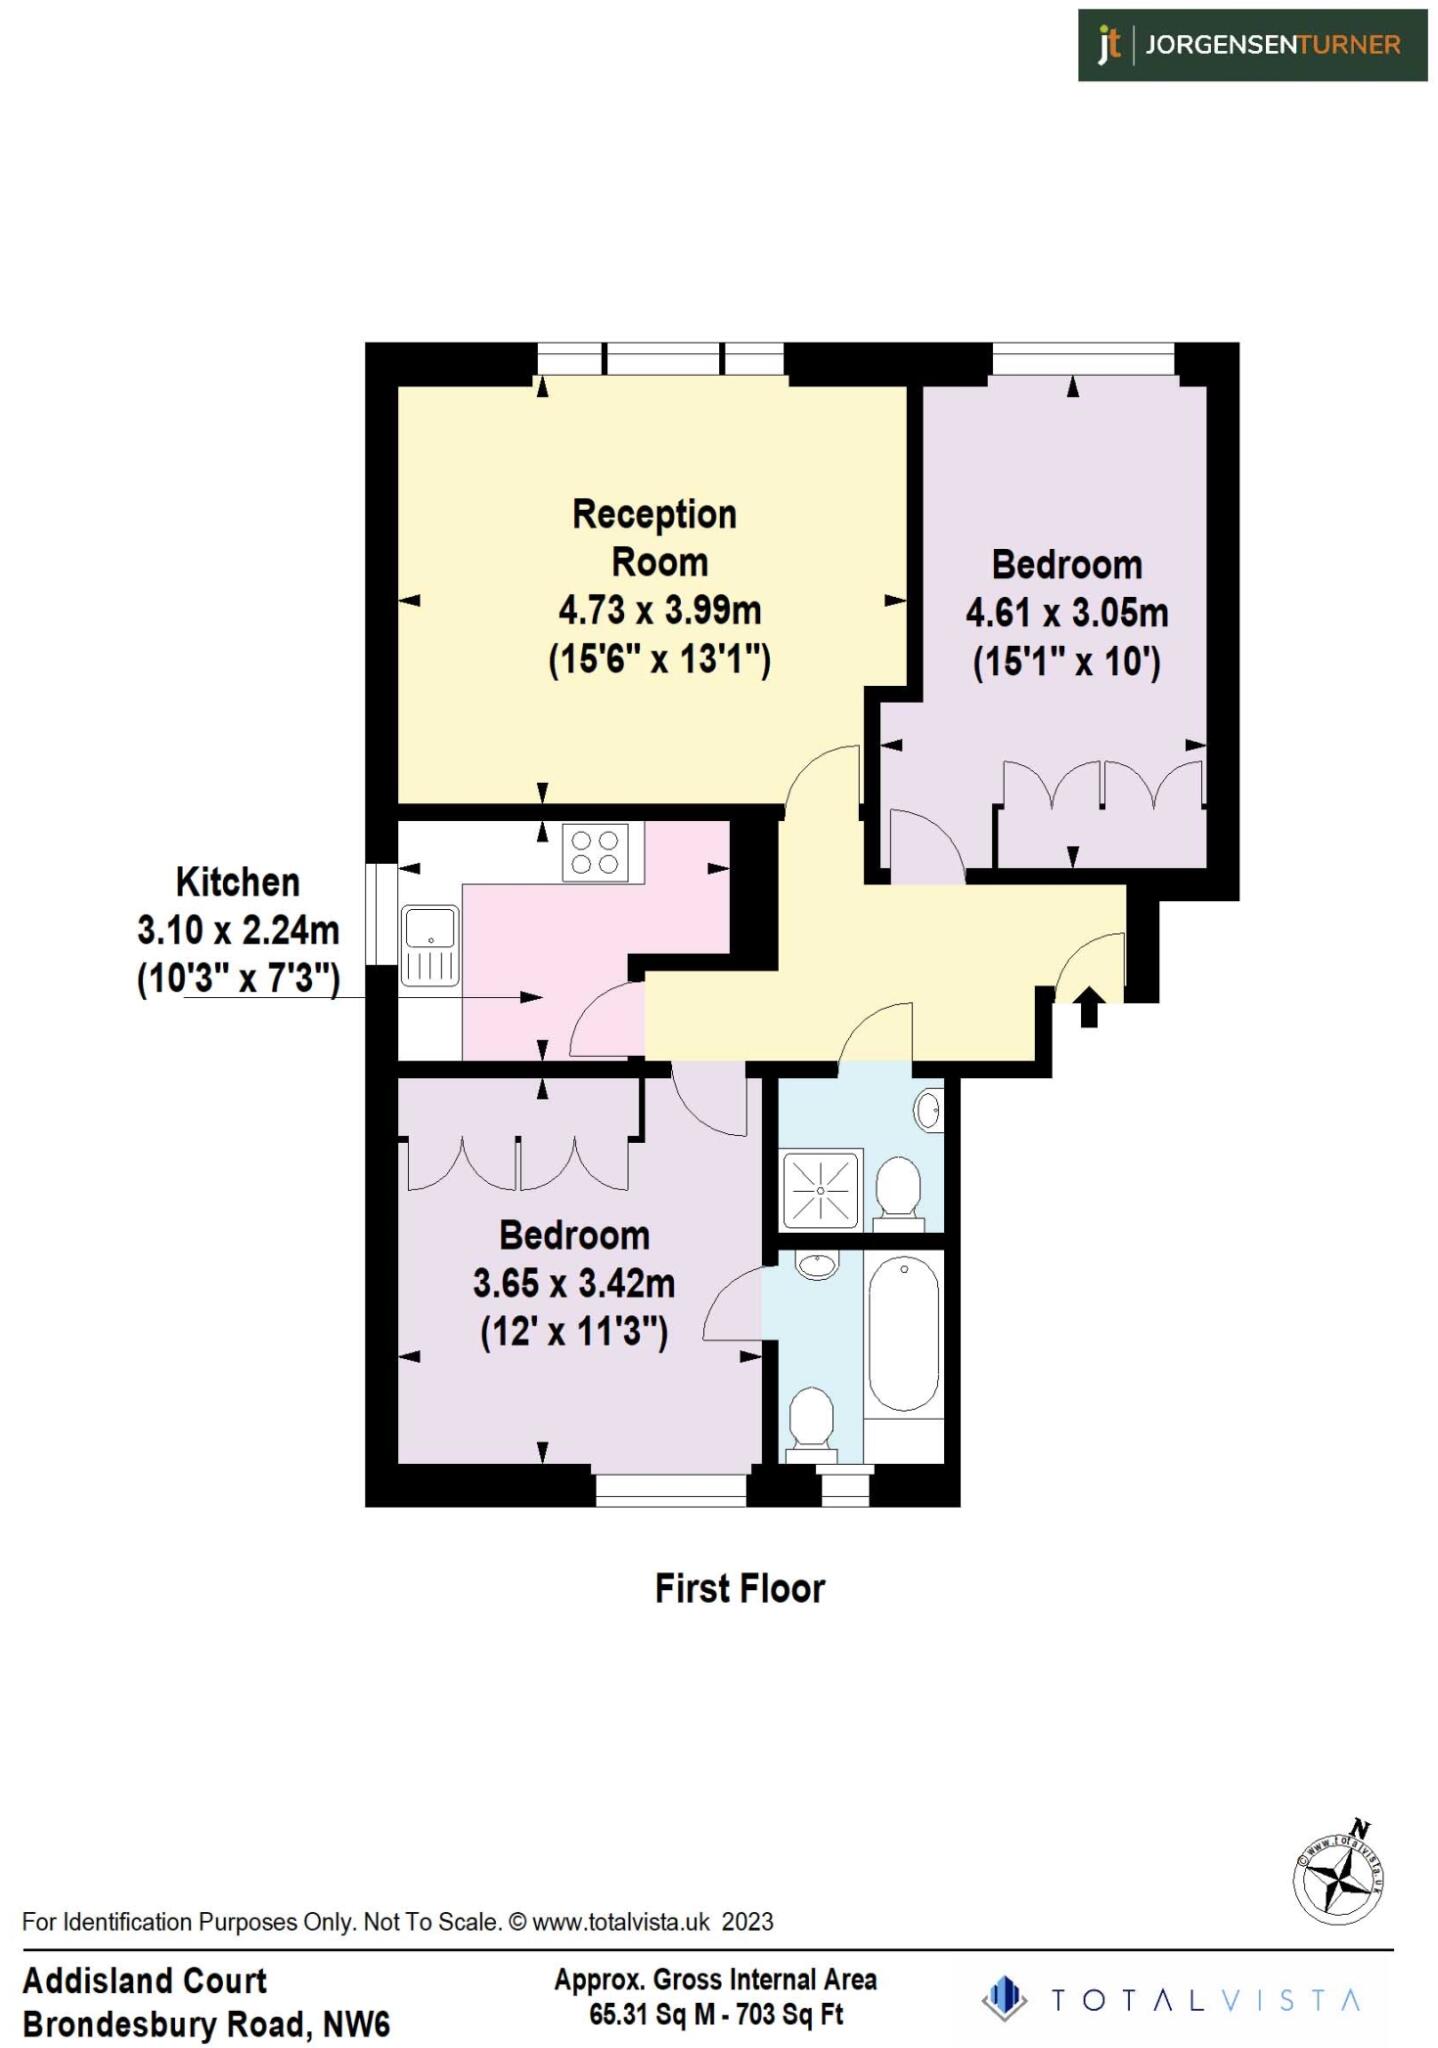 jt | JORGENSENTURNER
Reception
Room
4.73 x 3.99m
(15'6" x 13'1")
Bedroom
4.61 x 3.05m
(15'1" x 10')
Kitchen
3.10 x 2.24m
(10'3" x 7'3")
Bedroom
3.65 x 3.42m
(12' x 11'3")
First Floor
N
© www.totalvista.uk
For Identification Purposes Only. Not To Scale. © www.totalvista.uk 2023
Addisland Court
Brondesbury Road, NW6
Approx. Gross Internal Area
65.31 Sq M - 703 Sq Ft
TOTALVISTA